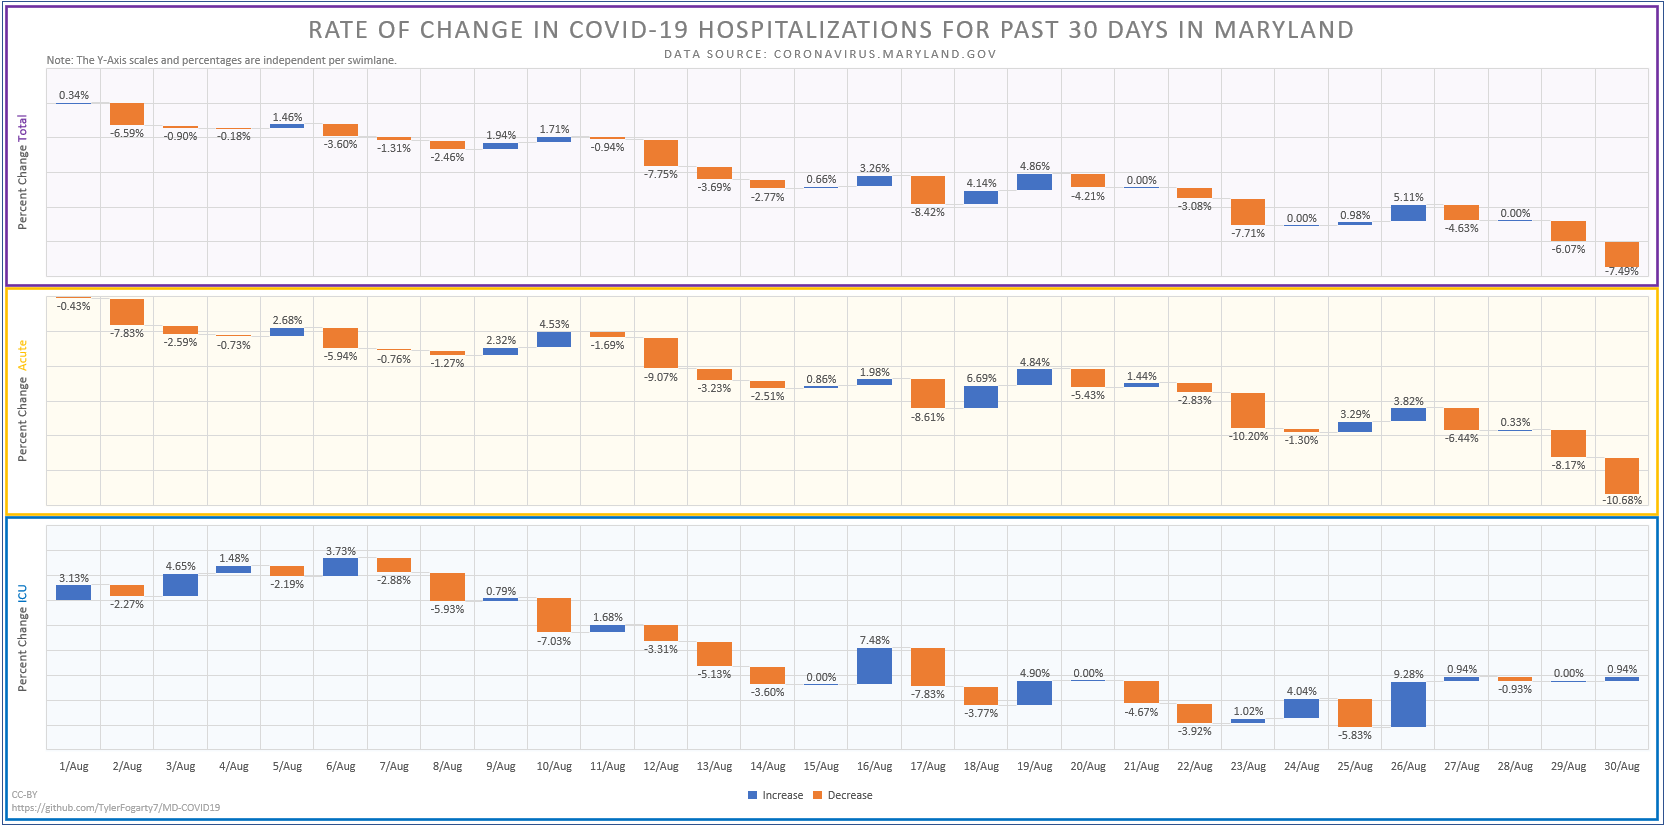 RATE OF CHANGE IN COVID-19 HOSPITALIZATIONS FOR PAST 30 DAYS IN MARYLAND
DATA SOURCE: CORONAVIRUS.MARYLAND.GOV
Note: The Y-Axis scales and percentages are independent per swimlane.
Percent Change Total
0.34% -6.59% -0.90% -0.18% 1.46% -3.60% -1.31% -2.46% 1.94% 1.71% -0.94% -7.75% -3.69% -2.77% 0.66% 3.26% -8.42% 4.14% 4.86% -4.21% 0.00% -3.08% -7.71% 0.00% 0.98% 5.11% -4.63% 0.00% -6.07% -7.49%
Percent Change Acute
-0.43% -7.83% -2.59% -0.73% 2.68% -5.94% -0.76% -1.27% 2.32% 4.53% -1.69% -9.07% -3.23% -2.51% 0.86% 1.98% -8.61% 6.69% 4.84% -5.43% 1.44% -2.83% -10.20% -1.30% 3.29% 3.82% -6.44% 0.33% -8.17% -10.68%
Percent Change ICU
3.13% -2.27% 4.65% 1.48% -2.19% 3.73% -2.88% -5.93% 0.79% -7.03% 1.68% -3.31% -5.13% -3.60% 0.00% 7.48% -7.83% -3.77% 4.90% 0.00% -4.67% -3.92% 1.02% 4.04% -5.83% 9.28% 0.94% -0.93% 0.00% 0.94%
1/Aug 2/Aug 3/Aug 4/Aug 5/Aug 6/Aug 7/Aug 8/Aug 9/Aug 10/Aug 11/Aug 12/Aug 13/Aug 14/Aug 15/Aug 16/Aug 17/Aug 18/Aug 19/Aug 20/Aug 21/Aug 22/Aug 23/Aug 24/Aug 25/Aug 26/Aug 27/Aug 28/Aug 29/Aug 30/Aug
Increase Decrease
CC-BY
https://github.com/TylerFogarty7/MD-COVID19